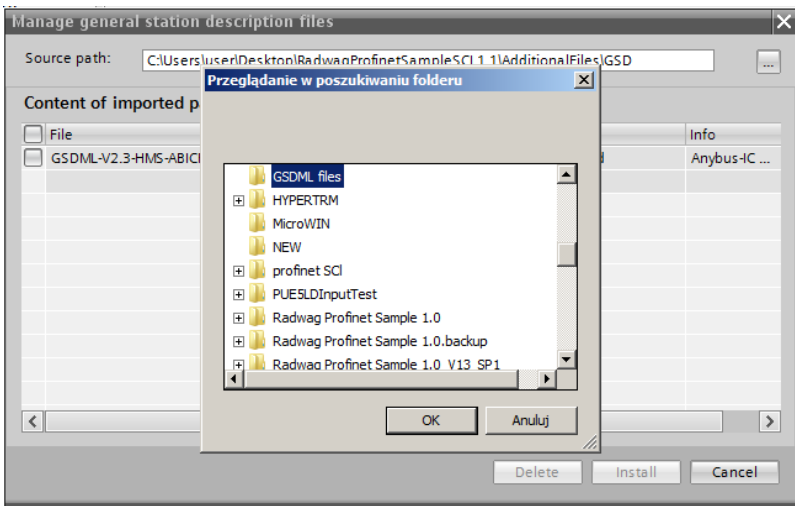 Manage general station description files
Source path:
C:\Users\user\Desktop\RadwagProfinetSampleSCL1.1\AdditionalFiles\GSD
...
Przeglądanie w poszukiwaniu folderu
Content of imported p
File
Info
GSDML-V2.3-HMS-ABICI
Anybus-IC ...
GSDML files
HYPERTRM
MicroWIN
NEW
profinet SCl
PUE5LDInputTest
Radwag Profinet Sample 1.0
Radwag Profinet Sample 1.0.backup
Radwag Profinet Sample 1.0_V13_SP1
OK
Anuluj
Delete
Install
Cancel